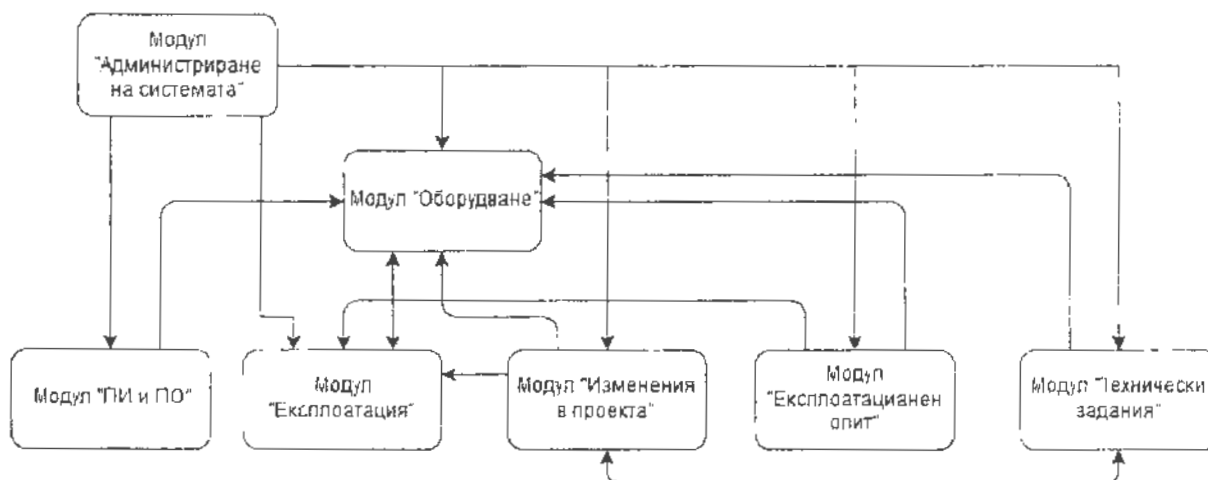 Модул
"Администриране
на системата"
Модул "Оборудване"
Модул "ПИ и ПО"
Модул
"Експлоатация"
Модул "Изменения
в проекта"
Модул
"Експлоатацианен
опит"
Модул "Технически
задания"